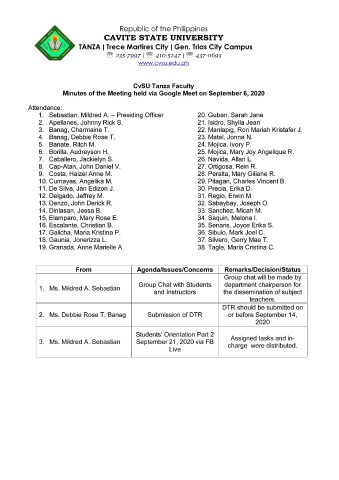 Republic of the Philippines
CAVITE STATE UNIVERSITY
TANZA | Trece Martires City | Gen. Trias City Campus
☏ 235-7997 | ☏ 410-5247 | ☏ 437-0693
www.cvsu.edu.ph
CvSU Tanza Faculty
Minutes of the Meeting held via Google Meet on September 6, 2020
Attendance:
1. Sebastian, Mildred A. – Presiding Officer
2. Apellanes, Johnny Rick S.
3. Banag, Charmaine T.
4. Banag, Debbie Rose T.
5. Banate, Ritch M.
6. Borilla, Audreyson H.
7. Caballero, Jackielyn S.
8. Cap-Atan, John Daniel V.
9. Costa, Haizel Anne M.
10. Cumayas, Angelika M.
11. De Silva, Jan Edizon J.
12. Delgado, Jeffrey M.
13. Denzo, John Derick R.
14. Dinlasan, Jessa B.
15. Elamparo, Mary Rose E.
16. Escalante, Christian B.
17. Galicha, Maria Kristina P.
18. Gaunia, Jonerizza L.
19. Granada, Anne Marielle A.
20. Guban, Sarah Jane
21. Isidro, Shylla Jean
22. Manlapig, Ron Mariah Kristafer J.
23. Matel, Jonna N.
24. Mojica, Ivory P.
25. Mojica, Mary Joy Angelique R.
26. Navida, Allan L.
27. Ortigosa, Rein R.
28. Peralta, Mary Giliane R.
29. Pitagan, Charles Vincent B.
30. Precia, Erika D.
31. Regio, Erwin M.
32. Sabaybay, Joseph O.
33. Sanchez, Micah M.
34. Sequin, Melona I.
35. Senaris, Joyce Erika S.
36. Sibulo, Mark Joel C.
37. Silvero, Gerry Mae T.
38. Tagle, Maria Cristina C.
From Agenda/Issues/Concerns Remarks/Decision/Status
1. Ms. Mildred A. Sebastian
Group Chat with Students
and Instructors
Group chat will be made by
department chairperson for
the dissemination of subject
teachers.
2. Ms. Debbie Rose T. Banag
Submission of DTR
DTR should be submitted on
or before September 14,
2020
3. Ms. Mildred A. Sebastian
Students' Orientation Part 2
September 21, 2020 via FB
Live
Assigned tasks and in-
charge were distributed.